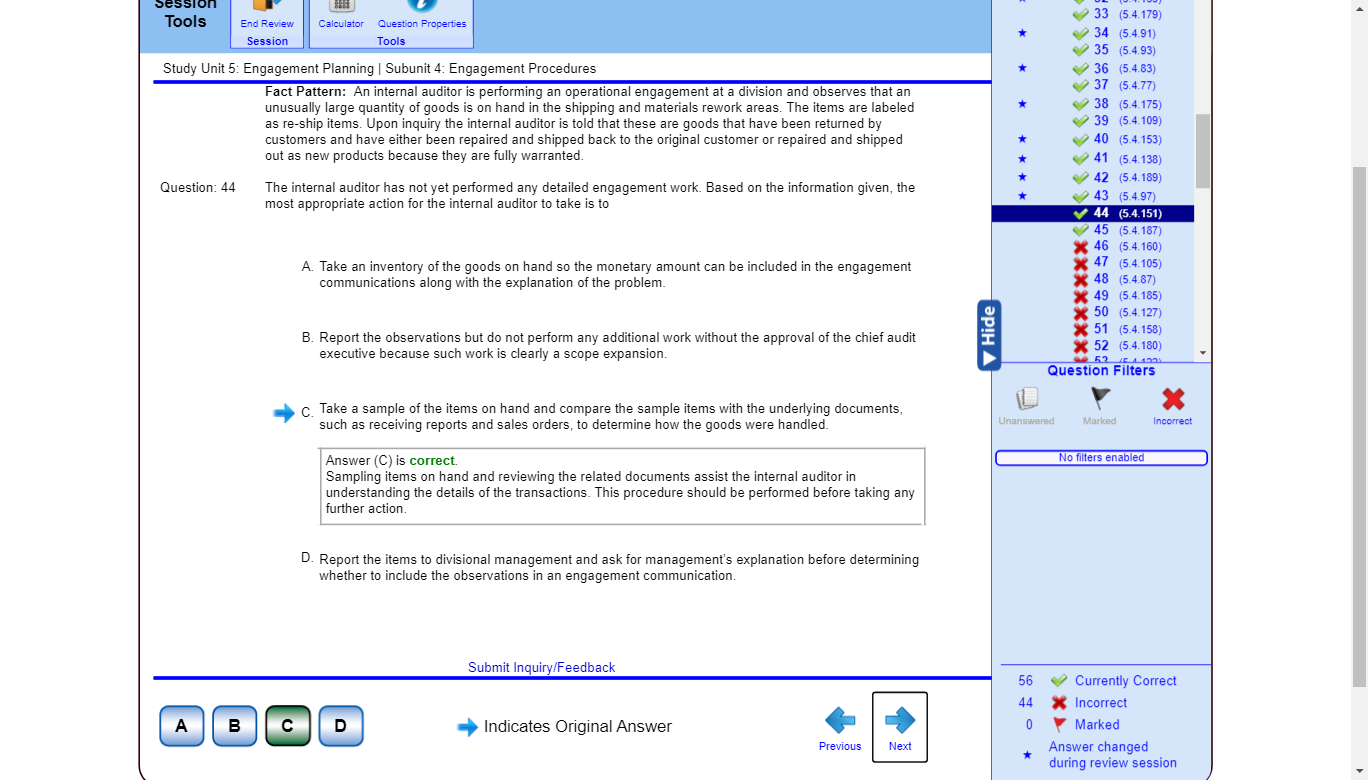 Session
Tools
End Review
Session
Calculator
Question Properties
Tools
Study Unit 5: Engagement Planning | Subunit 4: Engagement Procedures
Fact Pattern: An internal auditor is performing an operational engagement at a division and observes that an
unusually large quantity of goods is on hand in the shipping and materials rework areas. The items are labeled
as re-ship items. Upon inquiry the internal auditor is told that these are goods that have been returned by
customers and have either been repaired and shipped back to the original customer or repaired and shipped
out as new products because they are fully warranted.
Question: 44
The internal auditor has not yet performed any detailed engagement work. Based on the information given, the
most appropriate action for the internal auditor to take is to
A. Take an inventory of the goods on hand so the monetary amount can be included in the engagement
communications along with the explanation of the problem.
B. Report the observations but do not perform any additional work without the approval of the chief audit
executive because such work is clearly a scope expansion.
C. Take a sample of the items on hand and compare the sample items with the underlying documents,
such as receiving reports and sales orders, to determine how the goods were handled.
Answer (C) is correct.
Sampling items on hand and reviewing the related documents assist the internal auditor in
understanding the details of the transactions. This procedure should be performed before taking any
further action.
D. Report the items to divisional management and ask for management's explanation before determining
whether to include the observations in an engagement communication.
Submit Inquiry/Feedback
A
B
C
D
Indicates Original Answer
Previous
Next
33 (5.4.179)
34 (5.4.91)
35 (5.4.93)
36 (5.4.83)
37 (5.4.77)
38 (5.4.175)
39 (5.4.109)
40 (5.4.153)
41 (5.4.138)
42 (5.4.189)
43 (5.4.97)
44 (5.4.151)
45 (5.4.187)
46 (5.4.160)
47 (5.4.105)
48 (5.4.87)
49 (5.4.185)
50 (5.4.127)
51 (5.4.158)
52 (5.4.180)
53
Hide
Question Filters
Unanswered
Marked
Incorrect
No filters enabled
56 Currently Correct
44 Incorrect
0 Marked
Answer changed
during review session